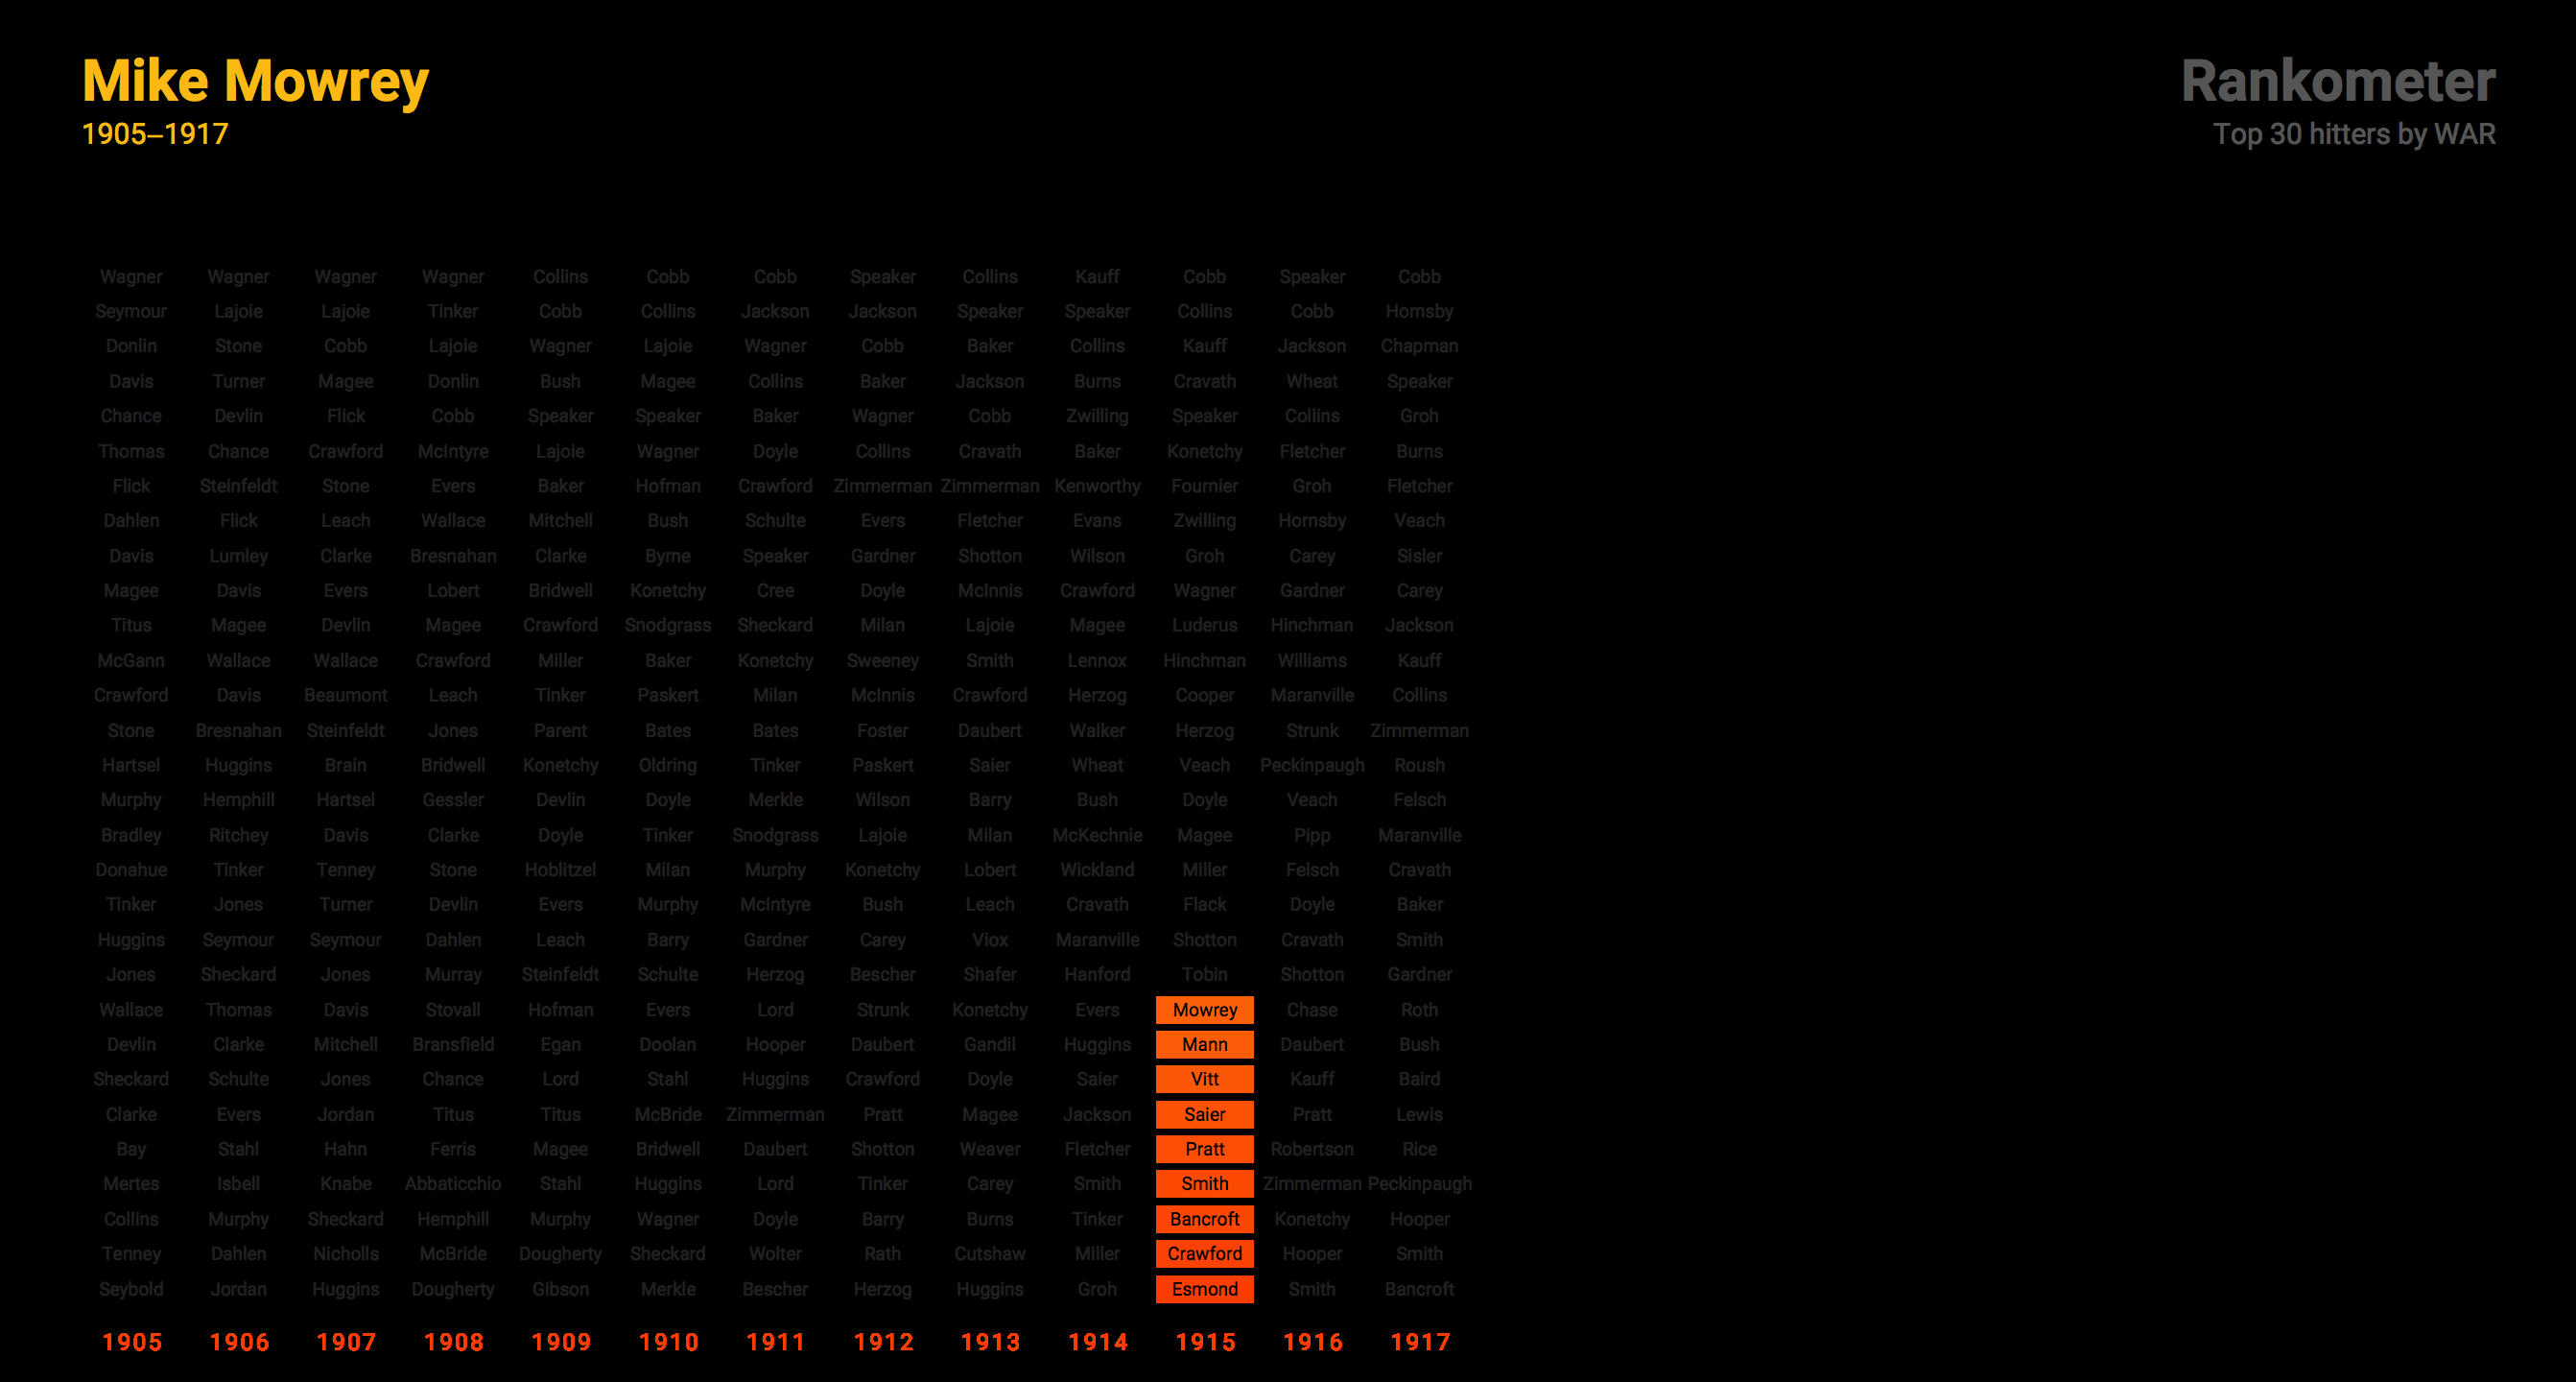 Mike Mowrey
1905–1917
Rankometer
Top 30 hitters by WAR
Wagner Wagner Wagner Wagner Collins Cobb Cobb Speaker Collins Kauff Cobb Speaker Cobb
Seymour Lajoie Lajoie Tinker Cobb Collins Jackson Jackson Speaker Speaker Collins Cobb Hornsby
Donlin Stone Cobb Lajoie Wagner Lajoie Wagner Cobb Baker Collins Kauff Jackson Chapman
Davis Turner Magee Donlin Bush Magee Collins Baker Jackson Burns Cravath Wheat Speaker
Chance Devlin Flick Cobb Speaker Speaker Baker Wagner Cobb Zwilling Speaker Collins Groh
Thomas Chance Crawford McIntyre Lajoie Wagner Doyle Collins Cravath Baker Konetchy Fletcher Burns
Flick Steinfeldt Stone Evers Baker Hofman Crawford Zimmerman Zimmerman Kenworthy Fournier Groh Fletcher
Dahlen Flick Leach Wallace Mitchell Bush Schulte Evers Fletcher Evans Zwilling Hornsby Veach
Davis Lumley Clarke Bresnahan Clarke Byrne Speaker Gardner Shotton Wilson Groh Carey Sisler
Magee Davis Evers Lobert Bridwell Konetchy Cree Doyle McInnis Crawford Wagner Gardner Carey
Titus Magee Devlin Magee Crawford Snodgrass Sheckard Milan Lajoie Magee Luderus Hinchman Jackson
McGann Wallace Wallace Crawford Miller Baker Konetchy Sweeney Smith Lennox Hinchman Williams Kauff
Crawford Davis Beaumont Leach Tinker Paskert Milan McInnis Crawford Herzog Cooper Maranville Collins
Stone Bresnahan Steinfeldt Jones Parent Bates Bates Foster Daubert Walker Herzog Strunk Zimmerman
Hartsel Huggins Brain Bridwell Konetchy Oldring Tinker Paskert Saier Wheat Veach Peckinpaugh Roush
Murphy Hemphill Hartsel Gessler Devlin Doyle Merkle Wilson Barry Bush Doyle Veach Felsch
Bradley Ritchey Davis Clarke Doyle Tinker Snodgrass Lajoie Milan McKechnie Magee Pipp Maranville
Donahue Tinker Tenney Stone Hoblitzel Milan Murphy Konetchy Lobert Wickland Miller Felsch Cravath
Tinker Jones Turner Devlin Evers Murphy McIntyre Bush Leach Cravath Flack Doyle Baker
Huggins Seymour Seymour Dahlen Leach Barry Gardner Carey Viox Maranville Shotton Cravath Smith
Jones Sheckard Jones Murray Steinfeldt Schulte Herzog Bescher Shafer Hanford Tobin Shotton Gardner
Wallace Thomas Davis Stovall Hofman Evers Lord Strunk Konetchy Evers Mowrey Chase Roth
Devlin Clarke Mitchell Bransfield Egan Doolan Hooper Daubert Gandil Huggins Mann Daubert Bush
Sheckard Schulte Jones Chance Lord Stahl Huggins Crawford Doyle Saier Vitt Kauff Baird
Clarke Evers Jordan Titus Titus McBride Zimmerman Pratt Magee Jackson Saier Pratt Lewis
Bay Stahl Hahn Ferris Magee Bridwell Daubert Shotton Weaver Fletcher Pratt Robertson Rice
Mertes Isbell Knabe Abbaticchio Stahl Huggins Lord Tinker Carey Smith Smith Zimmerman Peckinpaugh
Collins Murphy Sheckard Hemphill Murphy Wagner Doyle Barry Burns Tinker Bancroft Konetchy Hooper
Tenney Dahlen Nicholls McBride Dougherty Sheckard Wolter Rath Cutshaw Miller Crawford Hooper Smith
Seybold Jordan Huggins Dougherty Gibson Merkle Bescher Herzog Huggins Groh Esmond Smith Bancroft
1905 1906 1907 1908 1909 1910 1911 1912 1913 1914 1915 1916 1917